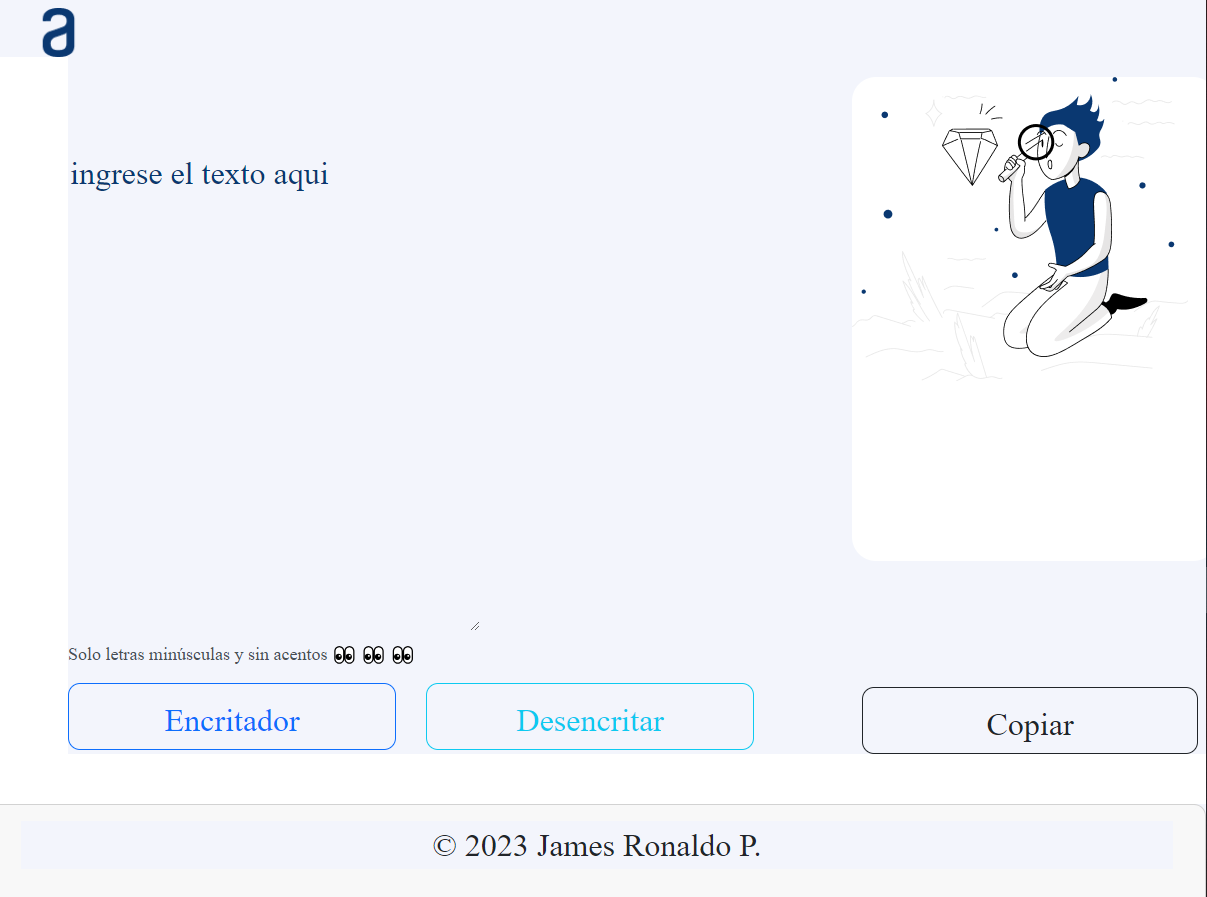 a
ingrese el texto aqui
Solo letras minúsculas y sin acentos 👀 👀 👀
Encritador
Desencritar
Copiar
© 2023 James Ronaldo P.